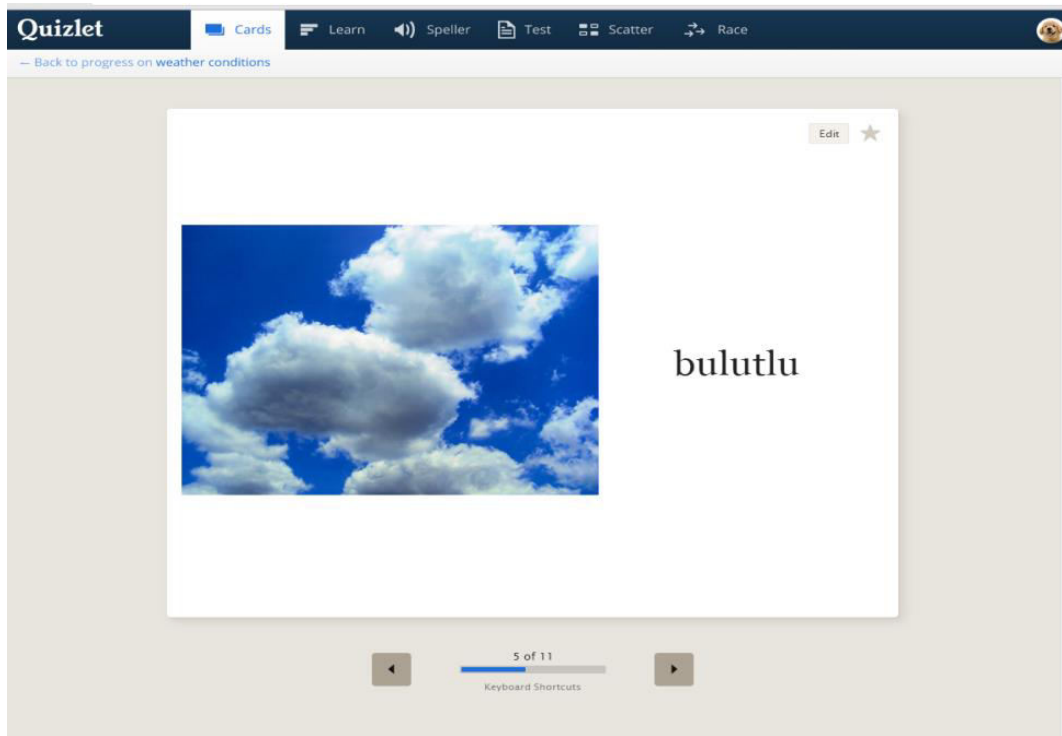 Quizlet Cards Learn Speller Test Scatter Race
← Back to progress on weather conditions
Edit
bulutlu
5 of 11
Keyboard Shortcuts